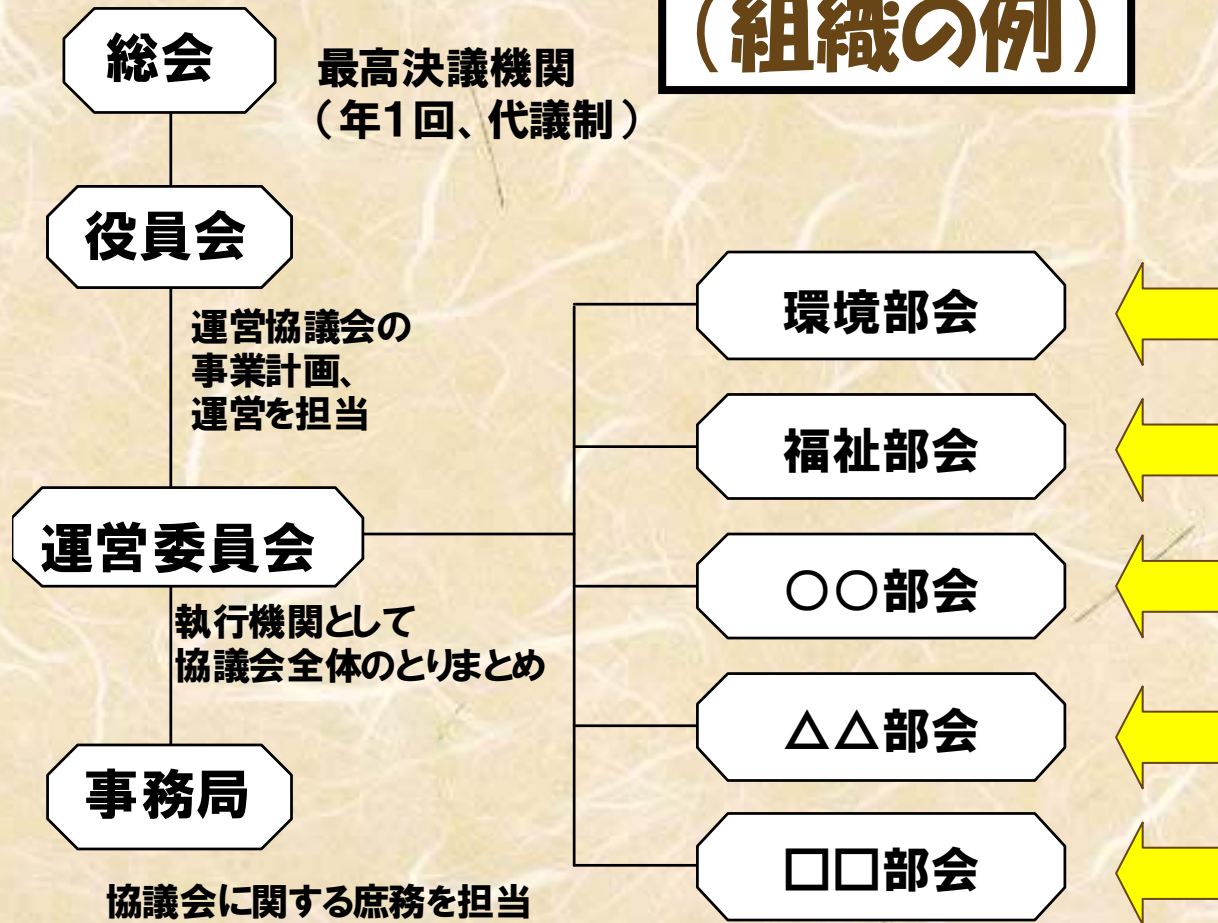 （組織の例）
総会
最高決議機関
（年１回、代議制）
役員会
運営協議会の
事業計画、
運営を担当
運営委員会
執行機関として
協議会全体のとりまとめ
事務局
協議会に関する庶務を担当
環境部会
福祉部会
○○部会
△△部会
□□部会